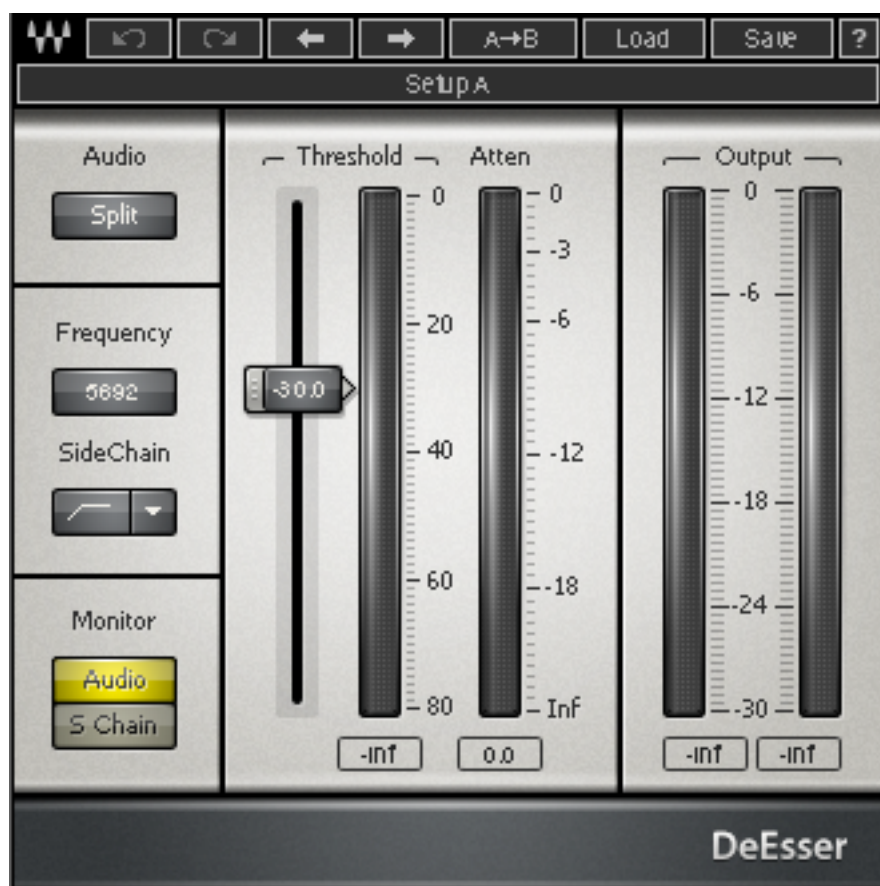 A→B Load Save ?
Setup A
Audio
Split
Frequency
5692
SideChain
Monitor
Audio
S Chain
Threshold Atten
0
20
40
60
80
-30.0
0
-3
-6
-12
-18
Inf
-inf 0.0
Output
0
-6
-12
-18
-24
-30
-inf -inf
DeEsser